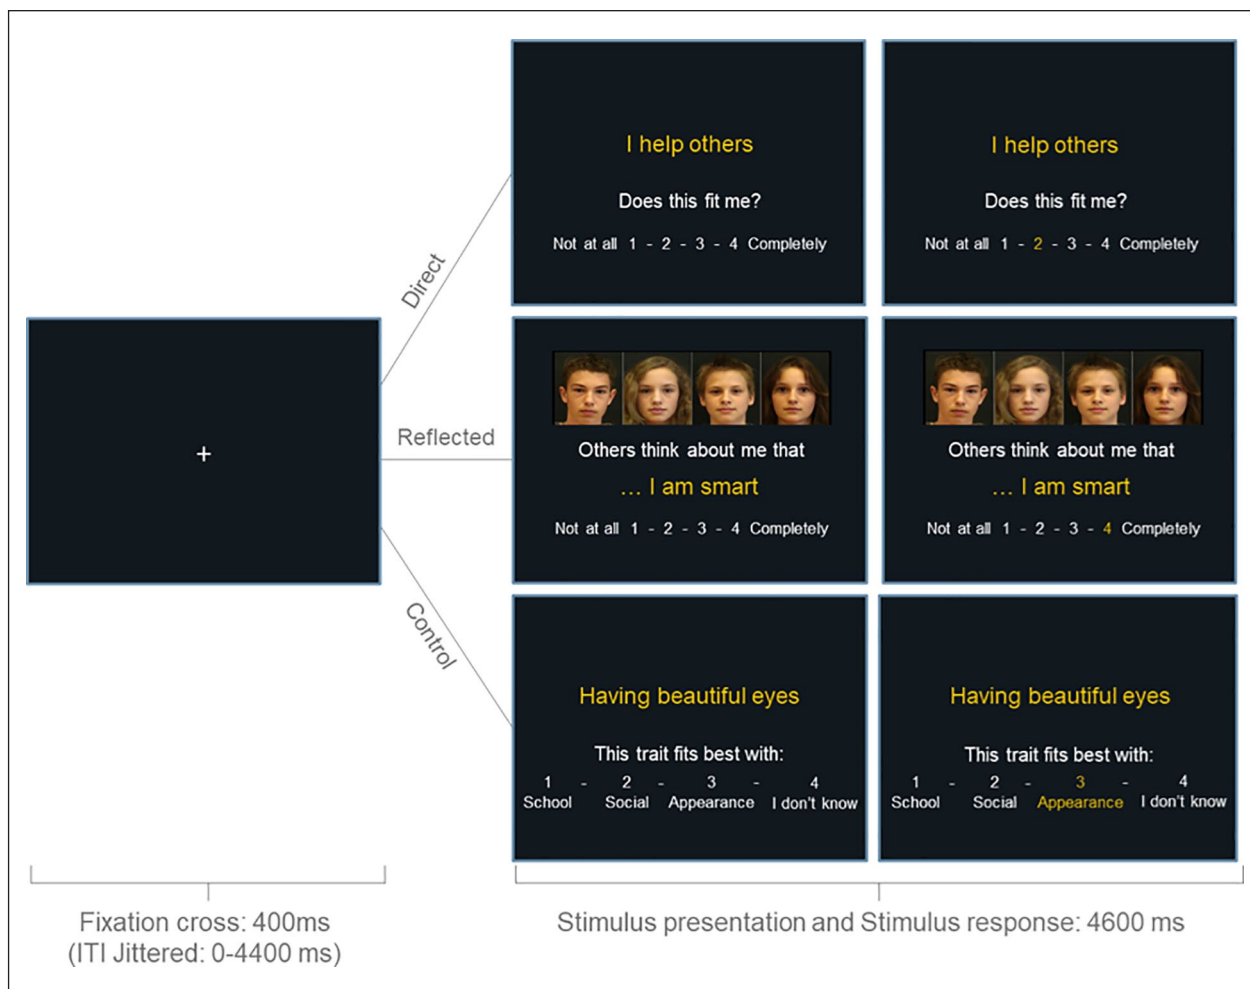 I help others
Does this fit me?
Not at all 1 - 2 - 3 - 4 Completely
I help others
Does this fit me?
Not at all 1 - 2 - 3 - 4 Completely
Direct
+
Reflected
Others think about me that
... I am smart
Not at all 1 - 2 - 3 - 4 Completely
Others think about me that
... I am smart
Not at all 1 - 2 - 3 - 4 Completely
Control
Having beautiful eyes
This trait fits best with:
1 - 2 - 3 - 4
School Social Appearance I don't know
Having beautiful eyes
This trait fits best with:
1 - 2 - 3 - 4
School Social Appearance I don't know
Fixation cross: 400ms
(ITI Jittered: 0-4400 ms)
Stimulus presentation and Stimulus response: 4600 ms